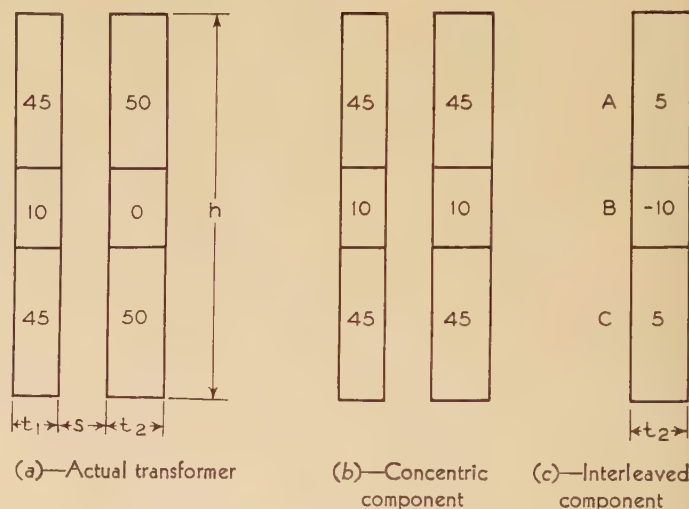 45 50 45 45 A 5
10 0 h 10 10 B -10
45 50 45 45 C 5
t1 s t2 t2
(a)—Actual transformer (b)—Concentric component (c)—Interleaved component